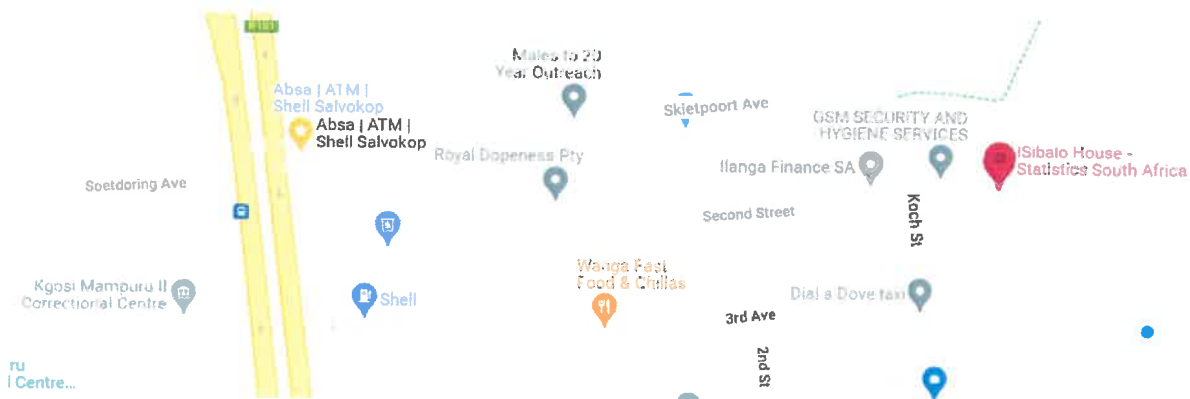 R101
Males to 20
Year Outreach
Absa | ATM |
Shell Salvokop
Absa | ATM |
Shell Salvokop
Skietpoort Ave
GSM SECURITY AND
HYGIENE SERVICES
Royal Dopeness Pty
Ilanga Finance SA
ISibalo House -
Statistics South Africa
Soetdoring Ave
Second Street
Koch St
Kgosi Mampuru II
Correctional Centre
Shell
Wanga Fast
Food & Chillas
Dial a Dove taxi
3rd Ave
2nd St
ru
l Centre...